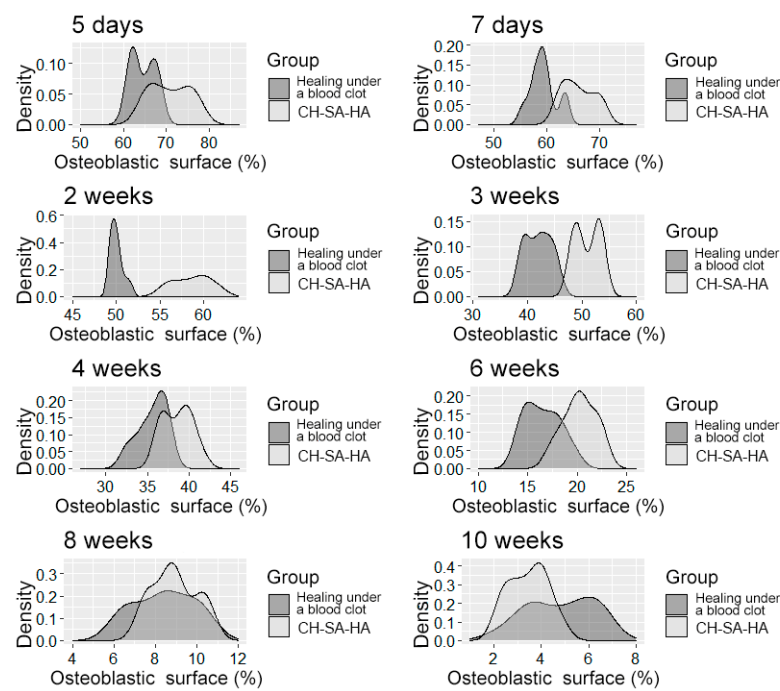 5 days
Density
0.10
0.05
0.00
50 60 70 80
Osteoblastic surface (%)
Group
Healing under
a blood clot
CH-SA-HA
7 days
Density
0.20
0.15
0.10
0.05
0.00
50 60 70
Osteoblastic surface (%)
Group
Healing under
a blood clot
CH-SA-HA
2 weeks
Density
0.6
0.4
0.2
0.0
45 50 55 60
Osteoblastic surface (%)
Group
Healing under
a blood clot
CH-SA-HA
3 weeks
Density
0.15
0.10
0.05
0.00
30 40 50 60
Osteoblastic surface (%)
Group
Healing under
a blood clot
CH-SA-HA
4 weeks
Density
0.20
0.15
0.10
0.05
0.00
30 35 40 45
Osteoblastic surface (%)
Group
Healing under
a blood clot
CH-SA-HA
6 weeks
Density
0.20
0.15
0.10
0.05
0.00
10 15 20 25
Osteoblastic surface (%)
Group
Healing under
a blood clot
CH-SA-HA
8 weeks
Density
0.3
0.2
0.1
0.0
4 6 8 10 12
Osteoblastic surface (%)
Group
Healing under
a blood clot
CH-SA-HA
10 weeks
Density
0.4
0.3
0.2
0.1
0.0
2 4 6 8
Osteoblastic surface (%)
Group
Healing under
a blood clot
CH-SA-HA